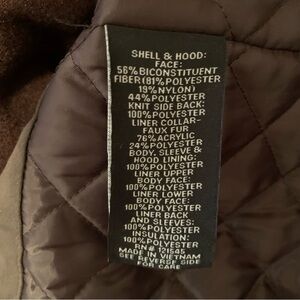 SHELL & HOOD:
FACE:
56% BICONSTITUENT
FIBER(81% POLYESTER
19% NYLON)
44% POLYESTER
KNIT SIDE BACK:
100% POLYESTER
LINER COLLAR-
FAUX FUR
76% ACRYLIC
24% POLYESTER
BODY, SLEEVE &
HOOD LINING:
100% POLYESTER
LINER UPPER
BODY FACE:
100% POLYESTER
LINER LOWER
BODY FACE:
100% POLYESTER
LINER BACK
AND SLEEVES:
100% POLYESTER
INSULATION:
100% POLYESTER
RN# 121545
MADE IN VIETNAM
SEE REVERSE SIDE
FOR CARE